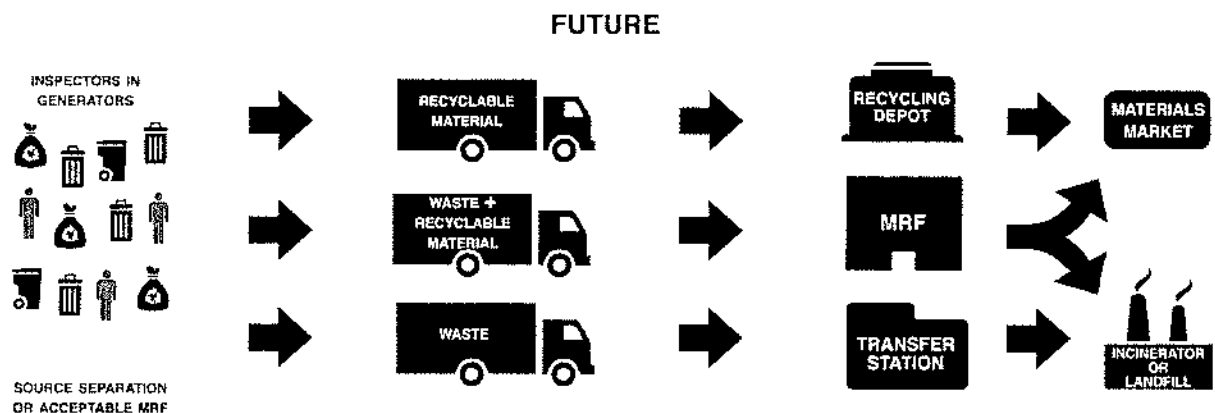 FUTURE
INSPECTORS IN
GENERATORS
RECYCLABLE
MATERIAL
RECYCLING
DEPOT
MATERIALS
MARKET
WASTE +
RECYCLABLE
MATERIAL
MRF
WASTE
TRANSFER
STATION
INCINERATOR
OR
LANDFILL
SOURCE SEPARATION
OR ACCEPTABLE MRF